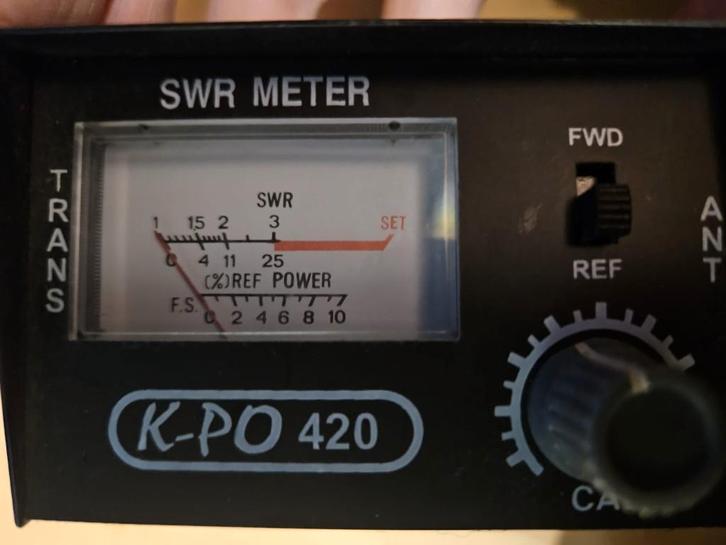 SWR METER
FWD
TRANS
ANT
SWR
1 1.5 2 3 SET
0 4 11 25
REF
(%)REF POWER
F.S.
0 2 4 6 8 10
K-PO 420